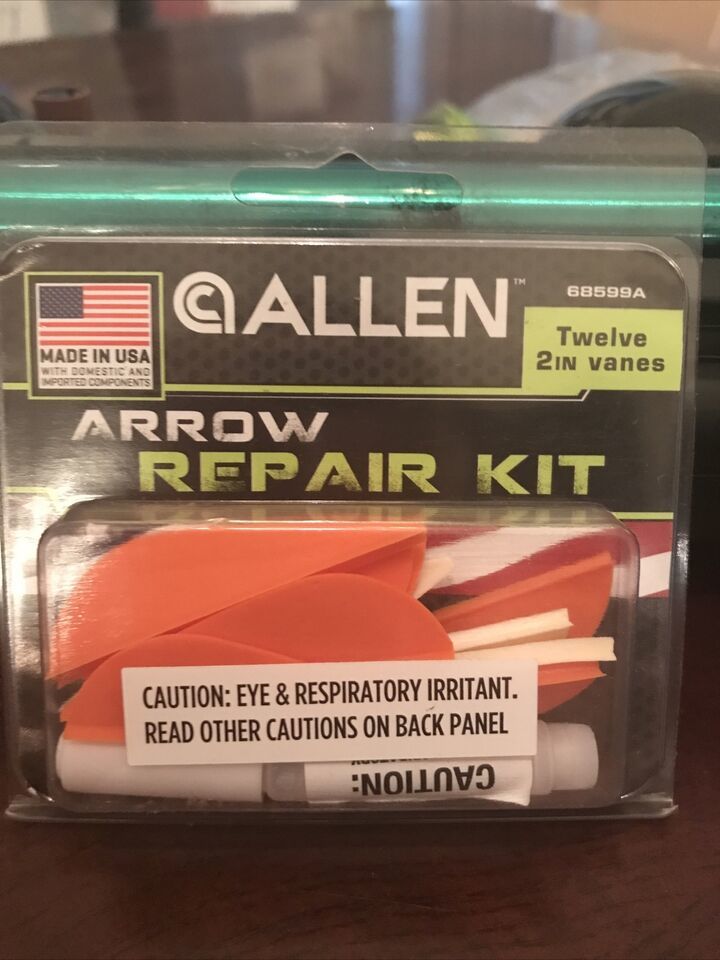 ALLEN™
68599A
Twelve
2IN vanes
MADE IN USA
WITH DOMESTIC AND
IMPORTED COMPONENTS
ARROW
REPAIR KIT
CAUTION: EYE & RESPIRATORY IRRITANT.
READ OTHER CAUTIONS ON BACK PANEL
CAUTION: